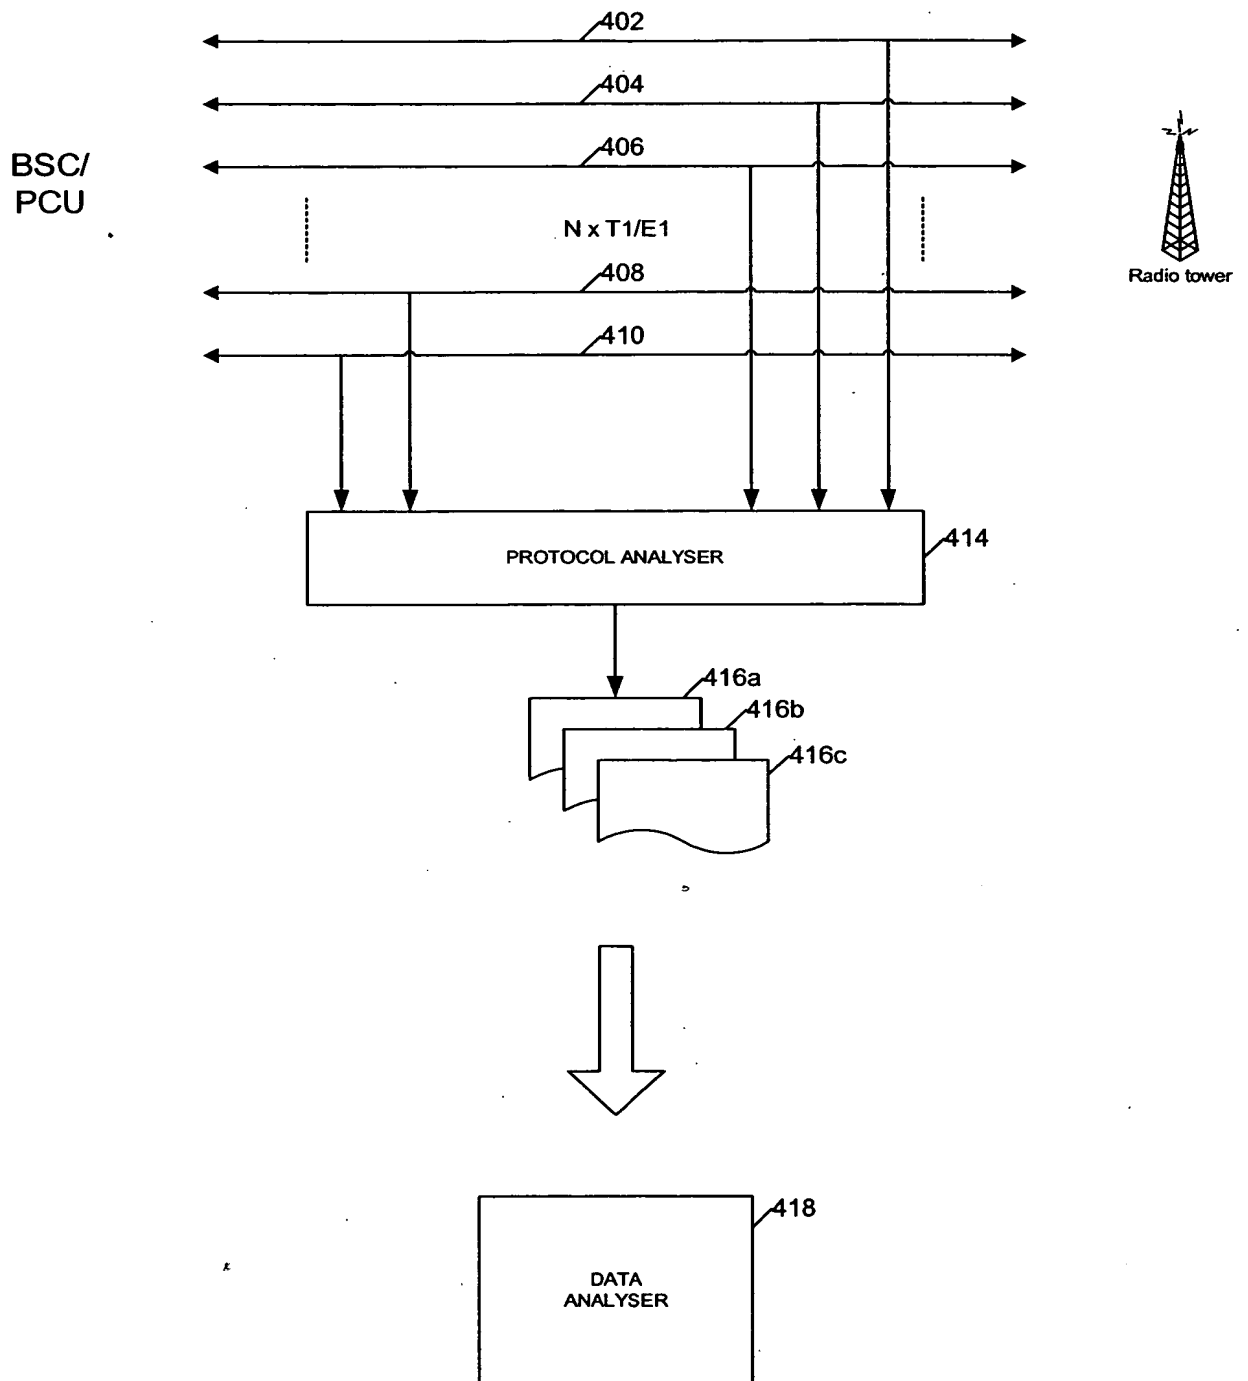 402
404
406
BSC/
PCU
N x T1/E1
Radio tower
408
410
PROTOCOL ANALYSER
414
416a
416b
416c
418
DATA
ANALYSER